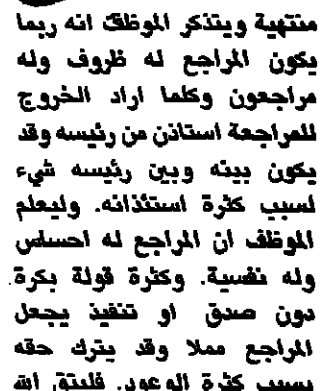 منتهية ويتذكر الموظف انه ربما
يكون المراجع له ظروف وله
مراجعون وكلما اراد الخروج
للمراجعة استاذن من رئيسه وقد
يكون بينه وبين رئيسه شيء
لسبب كثرة استئذانه. وليعلم
الموظف ان المراجع له احساس
وله نفسية. وكثرة قولة بكرة
دون صدق او تنفيذ يجعل
المراجع مملا وقد يترك حقه
بسبب كثرة الوعود. فليتق الله